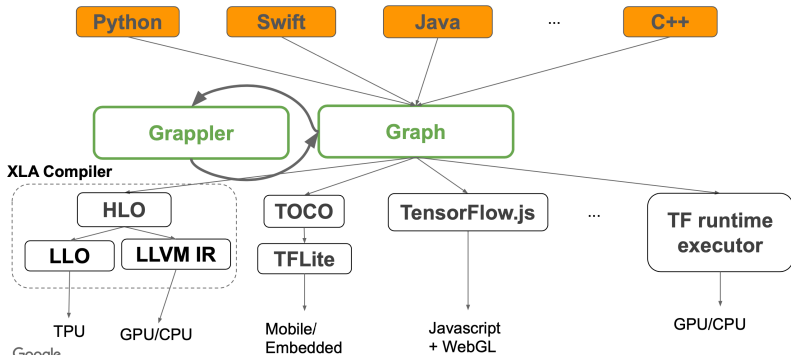 Python
Swift
Java
...
C++
Grappler
Graph
XLA Compiler
HLO
TOCO
TensorFlow.js
...
TF runtime
executor
LLO
LLVM IR
TFLite
TPU
GPU/CPU
Mobile/
Embedded
Javascript
+ WebGL
GPU/CPU
Google